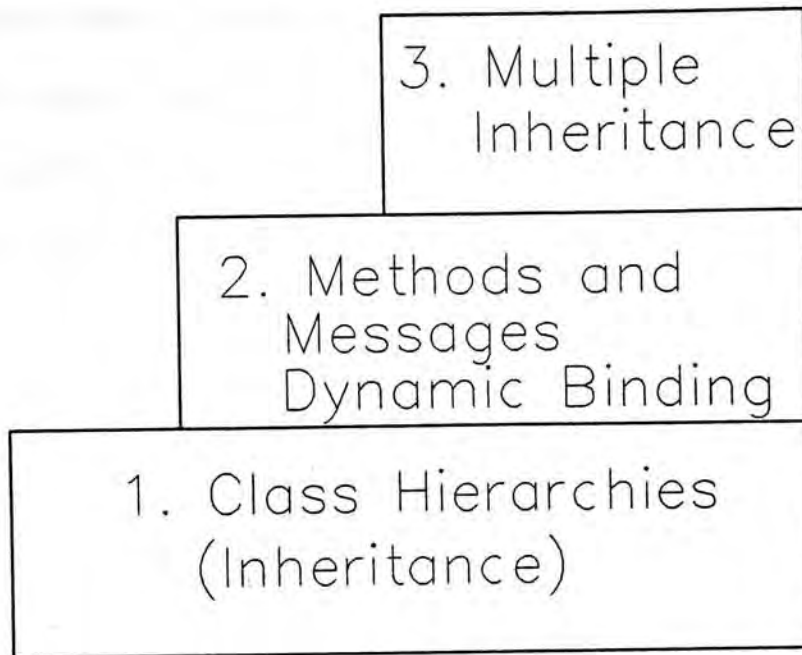 3. Multiple
Inheritance
2. Methods and
Messages
Dynamic Binding
1. Class Hierarchies
(Inheritance)